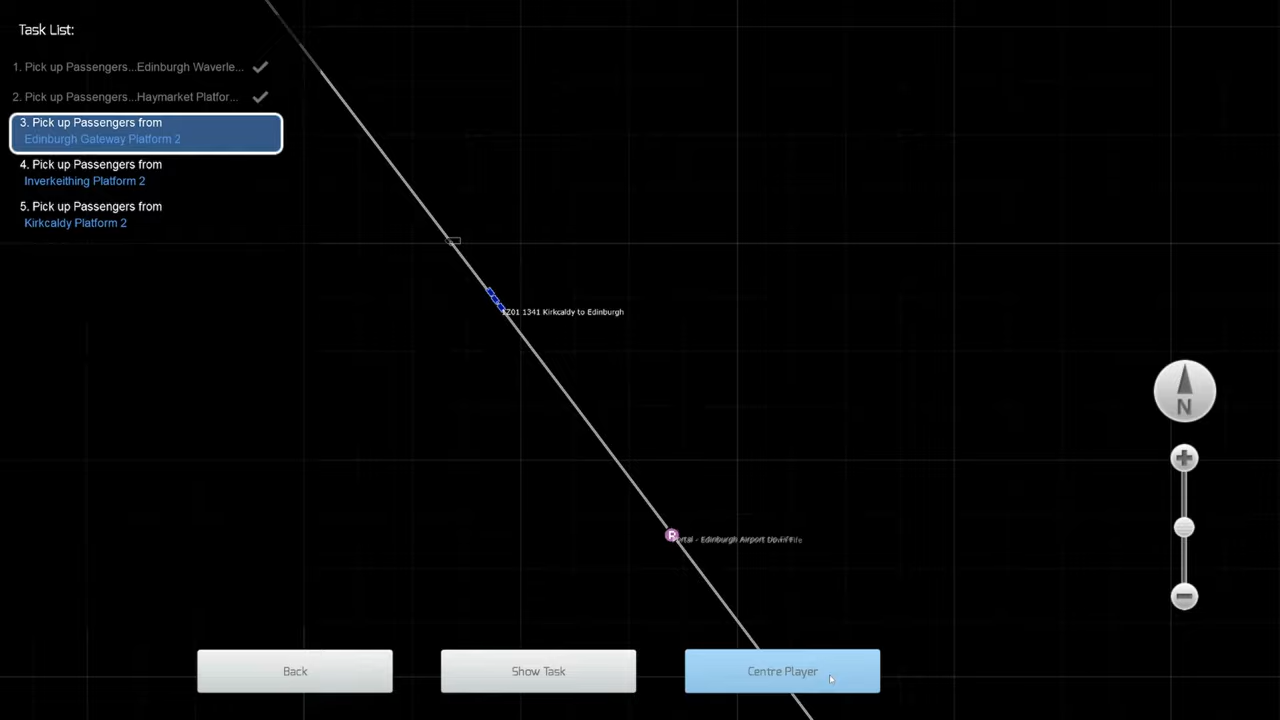 Task List:
1. Pick up Passengers...Edinburgh Waverle...
2. Pick up Passengers...Haymarket Platfor...
3. Pick up Passengers from
Edinburgh Gateway Platform 2
4. Pick up Passengers from
Inverkeithing Platform 2
5. Pick up Passengers from
Kirkcaldy Platform 2
1Z01 1341 Kirkcaldy to Edinburgh
Portal - Edinburgh Airport
N
Back
Show Task
Centre Player